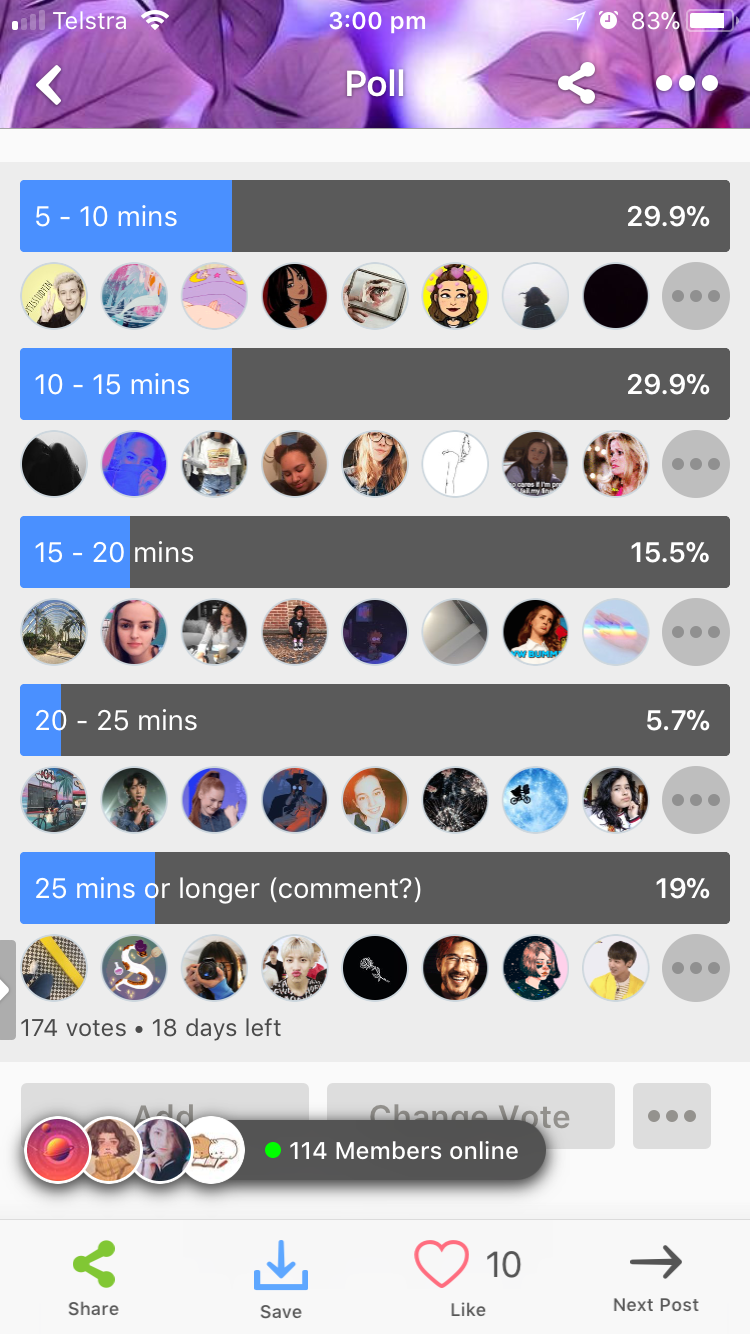 Telstra 3:00 pm 83%
Poll
5 - 10 mins 29.9%
10 - 15 mins 29.9%
15 - 20 mins 15.5%
20 - 25 mins 5.7%
25 mins or longer (comment?) 19%
174 votes • 18 days left
Add Change Vote
114 Members online
10
Share Save Like Next Post